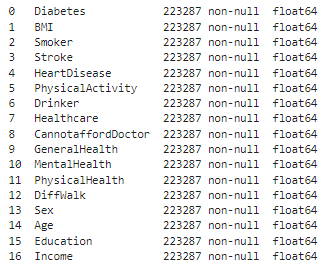 0 Diabetes 223287 non-null float64
1 BMI 223287 non-null float64
2 Smoker 223287 non-null float64
3 Stroke 223287 non-null float64
4 HeartDisease 223287 non-null float64
5 PhysicalActivity 223287 non-null float64
6 Drinker 223287 non-null float64
7 Healthcare 223287 non-null float64
8 CannotaffordDoctor 223287 non-null float64
9 GeneralHealth 223287 non-null float64
10 MentalHealth 223287 non-null float64
11 PhysicalHealth 223287 non-null float64
12 DiffWalk 223287 non-null float64
13 Sex 223287 non-null float64
14 Age 223287 non-null float64
15 Education 223287 non-null float64
16 Income 223287 non-null float64